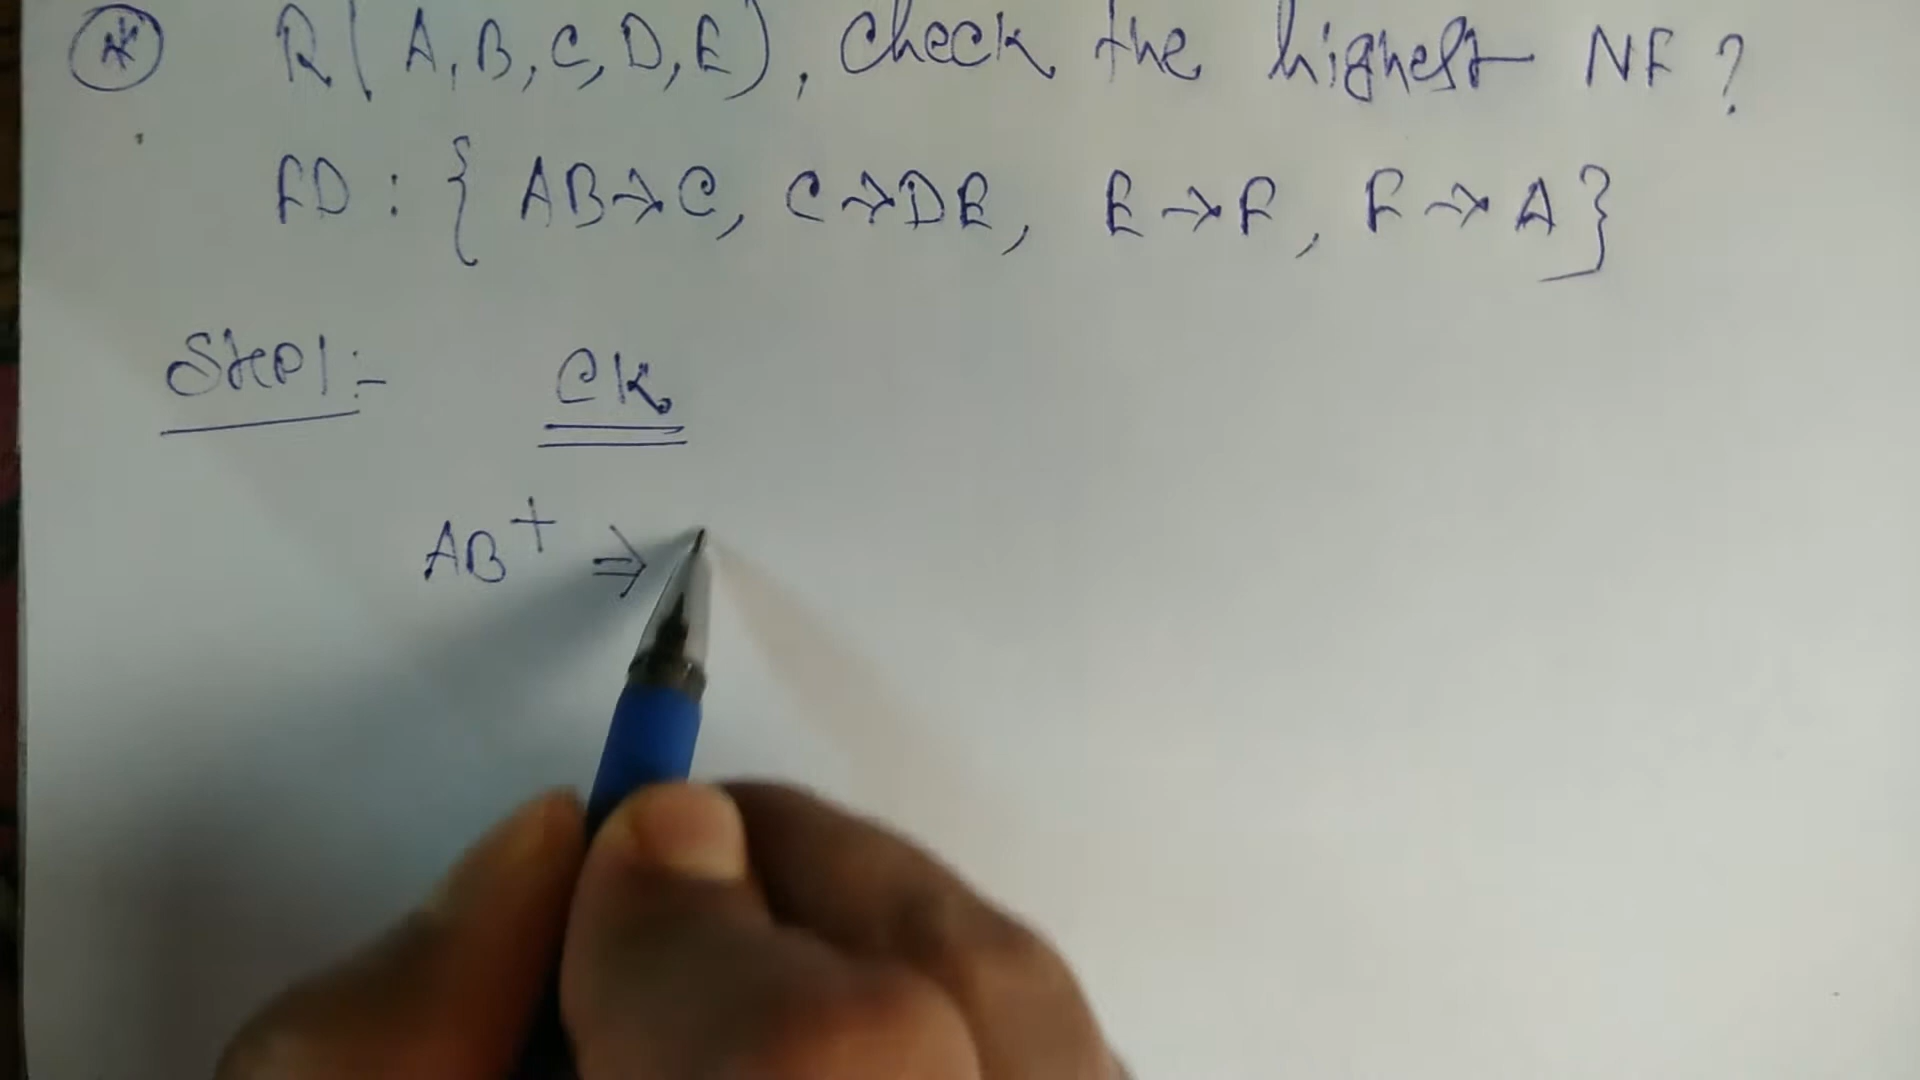 * R(A,B,C,D,E), check the highest NF?
FD : { AB→C, C→DE, E→F, F→A}
Step1:- CK
AB⁺ ⇒